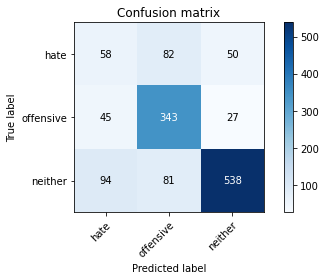 Confusion matrix
True label
hate 58 82 50
offensive 45 343 27
neither 94 81 538
hate offensive neither
Predicted label
500
400
300
200
100